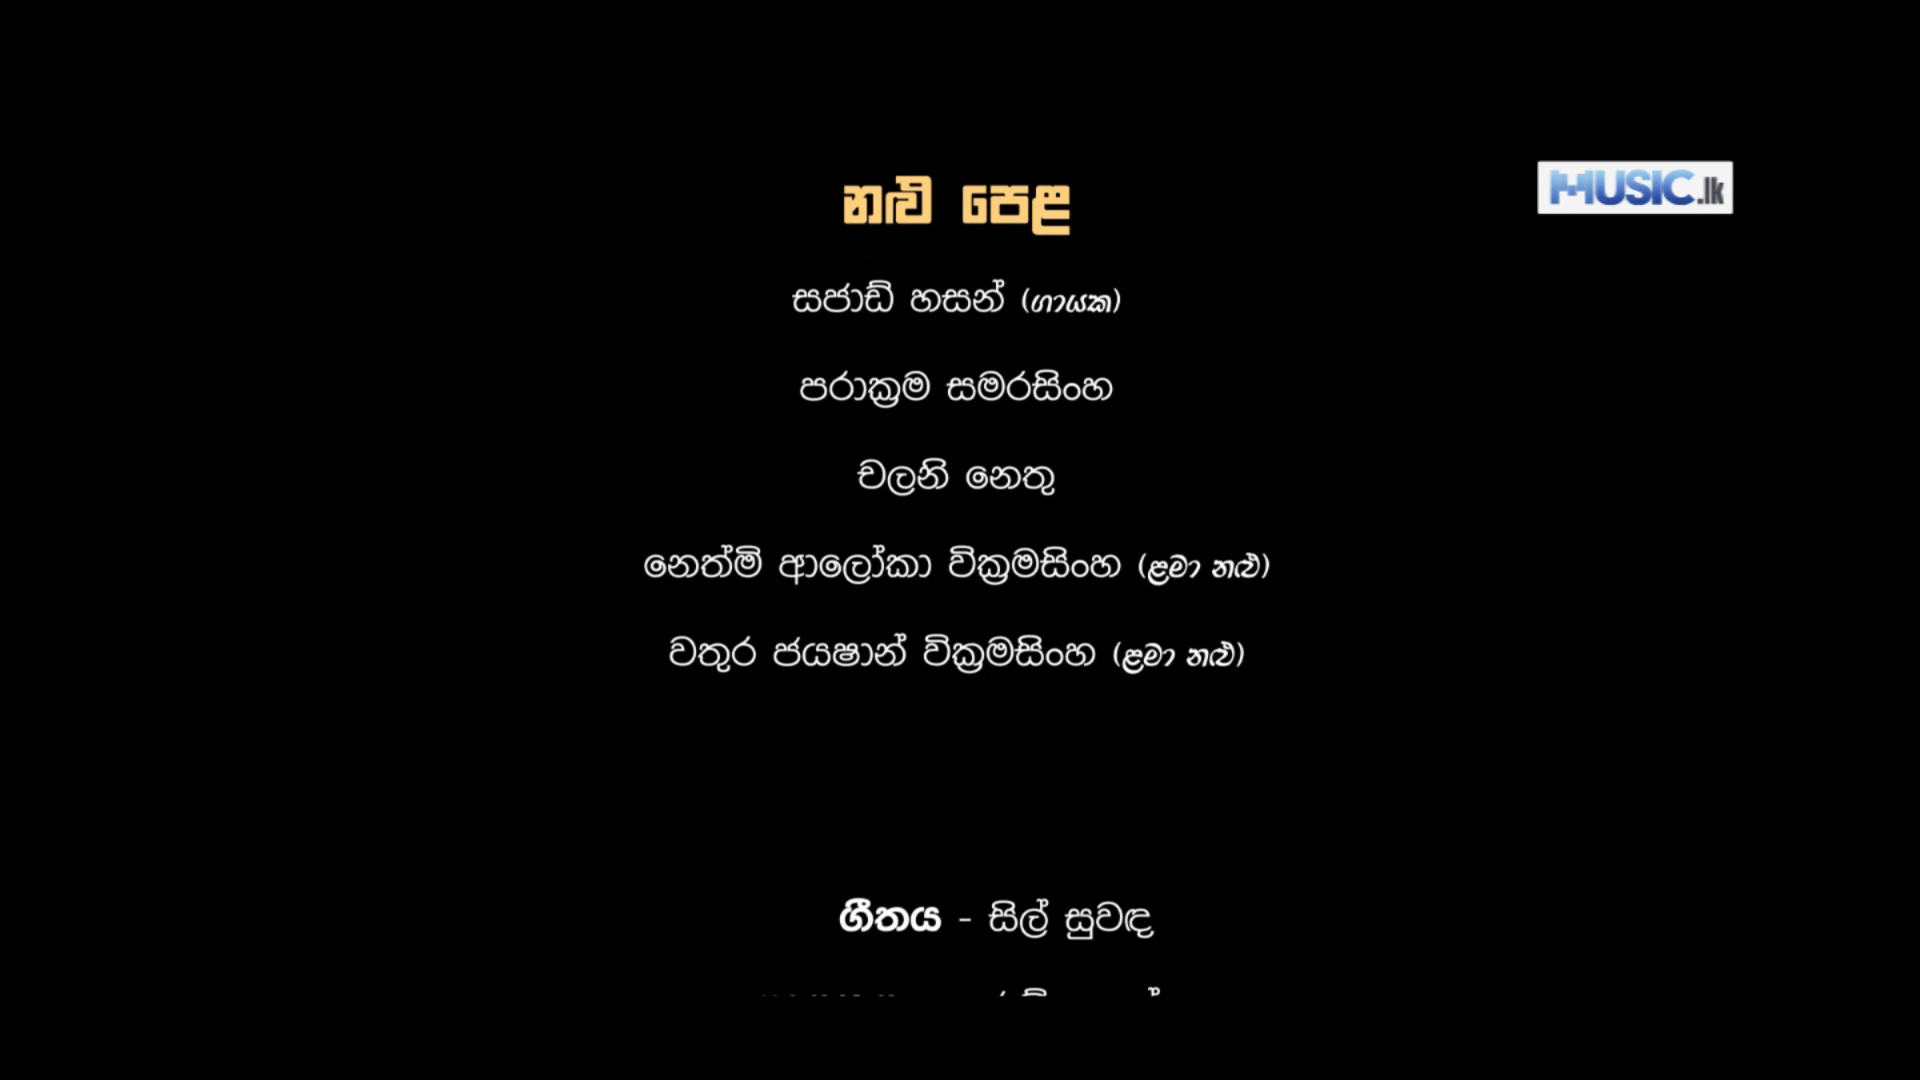 නළු පෙළ
MUSIC.lk
සජාඩ් හසන් (ගායක)
පරාක්‍රම සමරසිංහ
චලනි නෙතු
නෙත්මි ආලෝකා වික්‍රමසිංහ (ළමා නළු)
වතුර ජයෂාන් වික්‍රමසිංහ (ළමා නළු)
ගීතය - සිල් සුවඳ